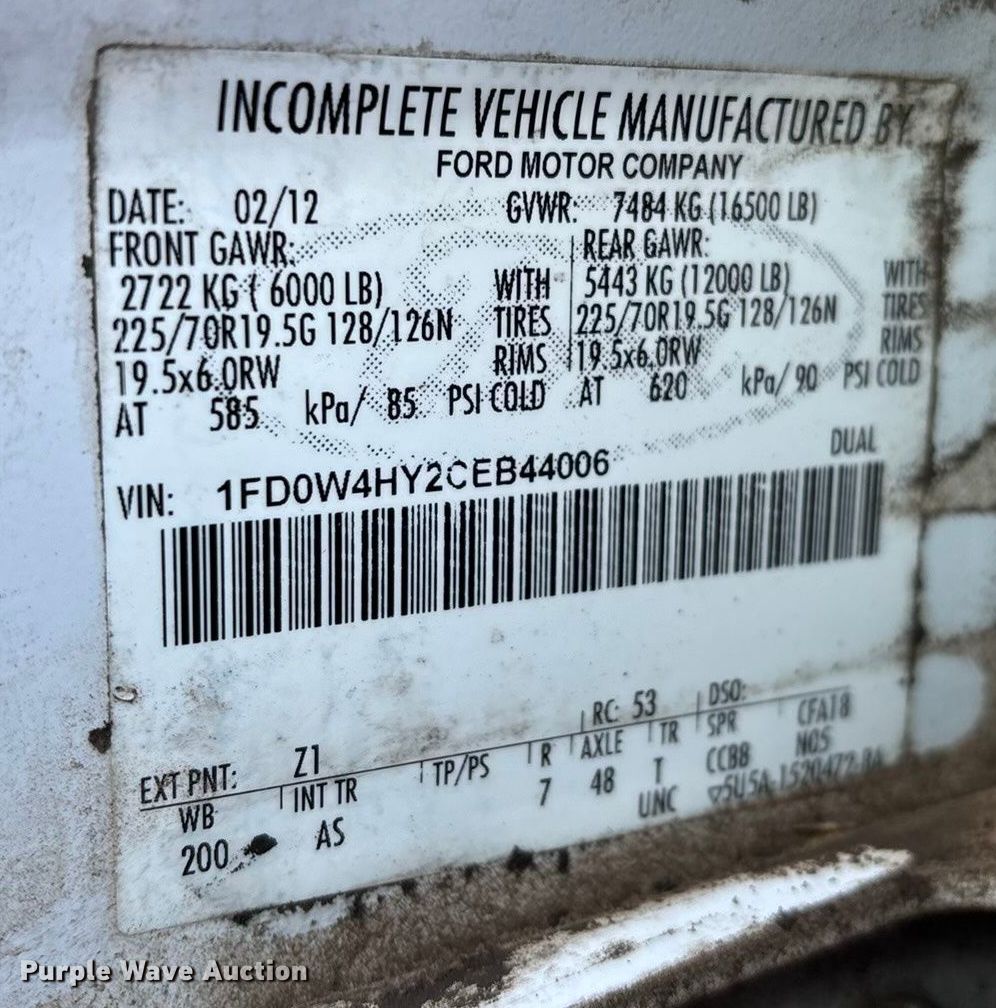 INCOMPLETE VEHICLE MANUFACTURED BY
FORD MOTOR COMPANY
DATE: 02/12 GVWR: 7484 KG (16500 LB)
FRONT GAWR: REAR GAWR:
2722 KG ( 6000 LB) WITH 5443 KG (12000 LB) WITH
225/70R19.5G 128/126N TIRES 225/70R19.5G 128/126N TIRES
19.5x6.0RW RIMS 19.5x6.0RW RIMS
AT 585 kPa/ 85 PSI COLD AT 620 kPa/ 90 PSI COLD
DUAL
VIN: 1FD0W4HY2CEB44006
EXT PNT: Z1 RC: 53 DSO:
WB INT TR TP/PS R AXLE TR SPR CFA18
200 AS 7 48 T CCB8 NOS
UNC ▽5U5A-1520472-BA
Purple Wave Auction